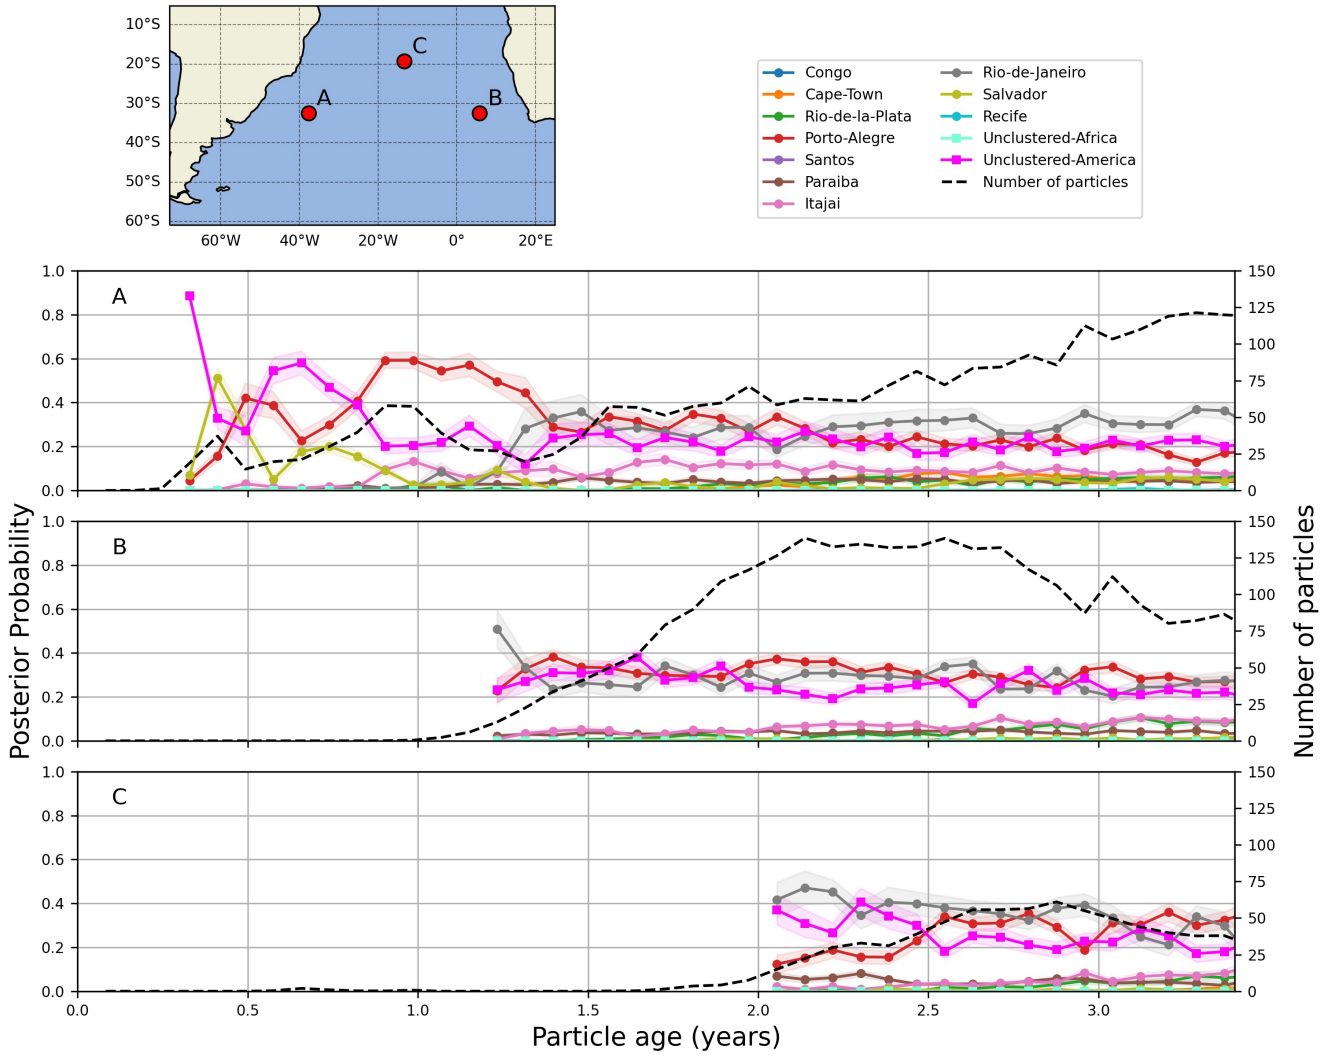 10°S
20°S
30°S
40°S
50°S
60°S
60°W 40°W 20°W 0° 20°E
A
B
C
Congo
Cape-Town
Rio-de-la-Plata
Porto-Alegre
Santos
Paraiba
Itajai
Rio-de-Janeiro
Salvador
Recife
Unclustered-Africa
Unclustered-America
Number of particles
Posterior Probability
A
1.0
0.8
0.6
0.4
0.2
0.0
150
125
100
75
50
25
0
B
1.0
0.8
0.6
0.4
0.2
0.0
150
125
100
75
50
25
0
C
1.0
0.8
0.6
0.4
0.2
0.0
150
125
100
75
50
25
0
Number of particles
0.0 0.5 1.0 1.5 2.0 2.5 3.0
Particle age (years)